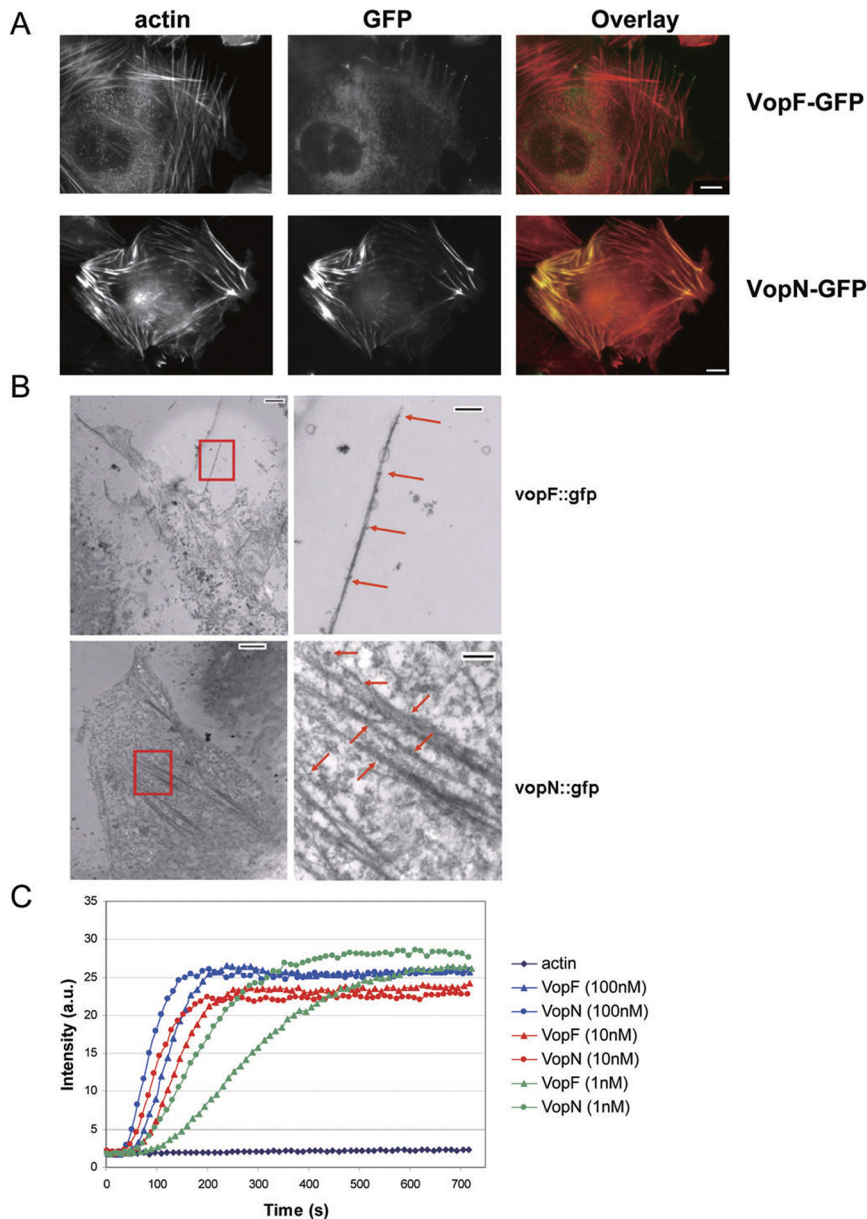 A
actin GFP Overlay
VopF-GFP
VopN-GFP
B
vopF::gfp
vopN::gfp
C
35
30
25
20
15
10
5
0
Intensity (a.u.)
0 100 200 300 400 500 600 700
Time (s)
actin
VopF (100nM)
VopN (100nM)
VopF (10nM)
VopN (10nM)
VopF (1nM)
VopN (1nM)